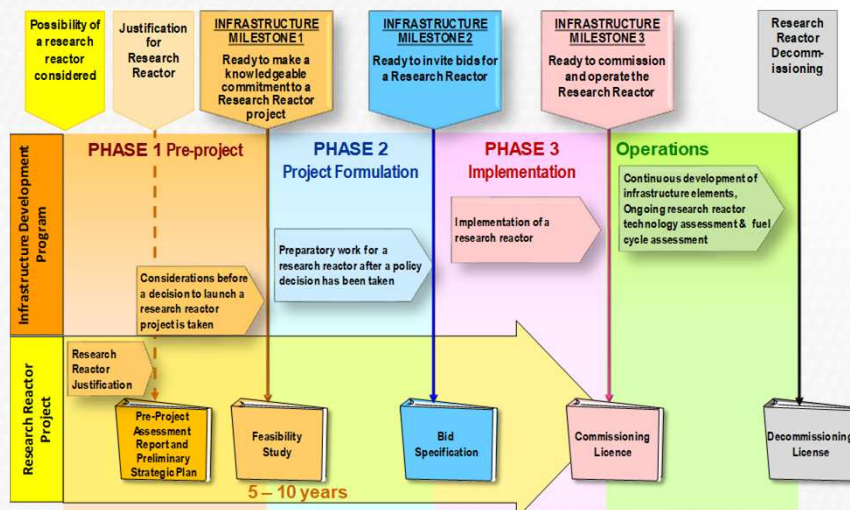 Possibility of
a research
reactor
considered
Justification
for
Research
Reactor
INFRASTRUCTURE
MILESTONE 1
Ready to make a
knowledgeable
commitment to a
Research Reactor
project
INFRASTRUCTURE
MILESTONE2
Ready to invite bids for
a Research Reactor
INFRASTRUCTURE
MILESTONE 3
Ready to commission
and operate the
Research Reactor
Research
Reactor
Decomm-
issioning
Infrastructure Development
Program
PHASE 1 Pre-project
PHASE 2
Project Formulation
PHASE 3
Implementation
Operations
Considerations before
a decision to launch a
research reactor
project is taken
Preparatory work for a
research reactor after a policy
decision has been taken
Implementation of a
research reactor
Continuous development of
infrastructure elements,
Ongoing research reactor
technology assessment & fuel
cycle assessment
Research Reactor
Project
Research
Reactor
Justification
Pre-Project
Assessment
Report and
Preliminary
Strategic Plan
Feasibility
Study
Bid
Specification
Commissioning
Licence
Decommissioning
License
5 – 10 years